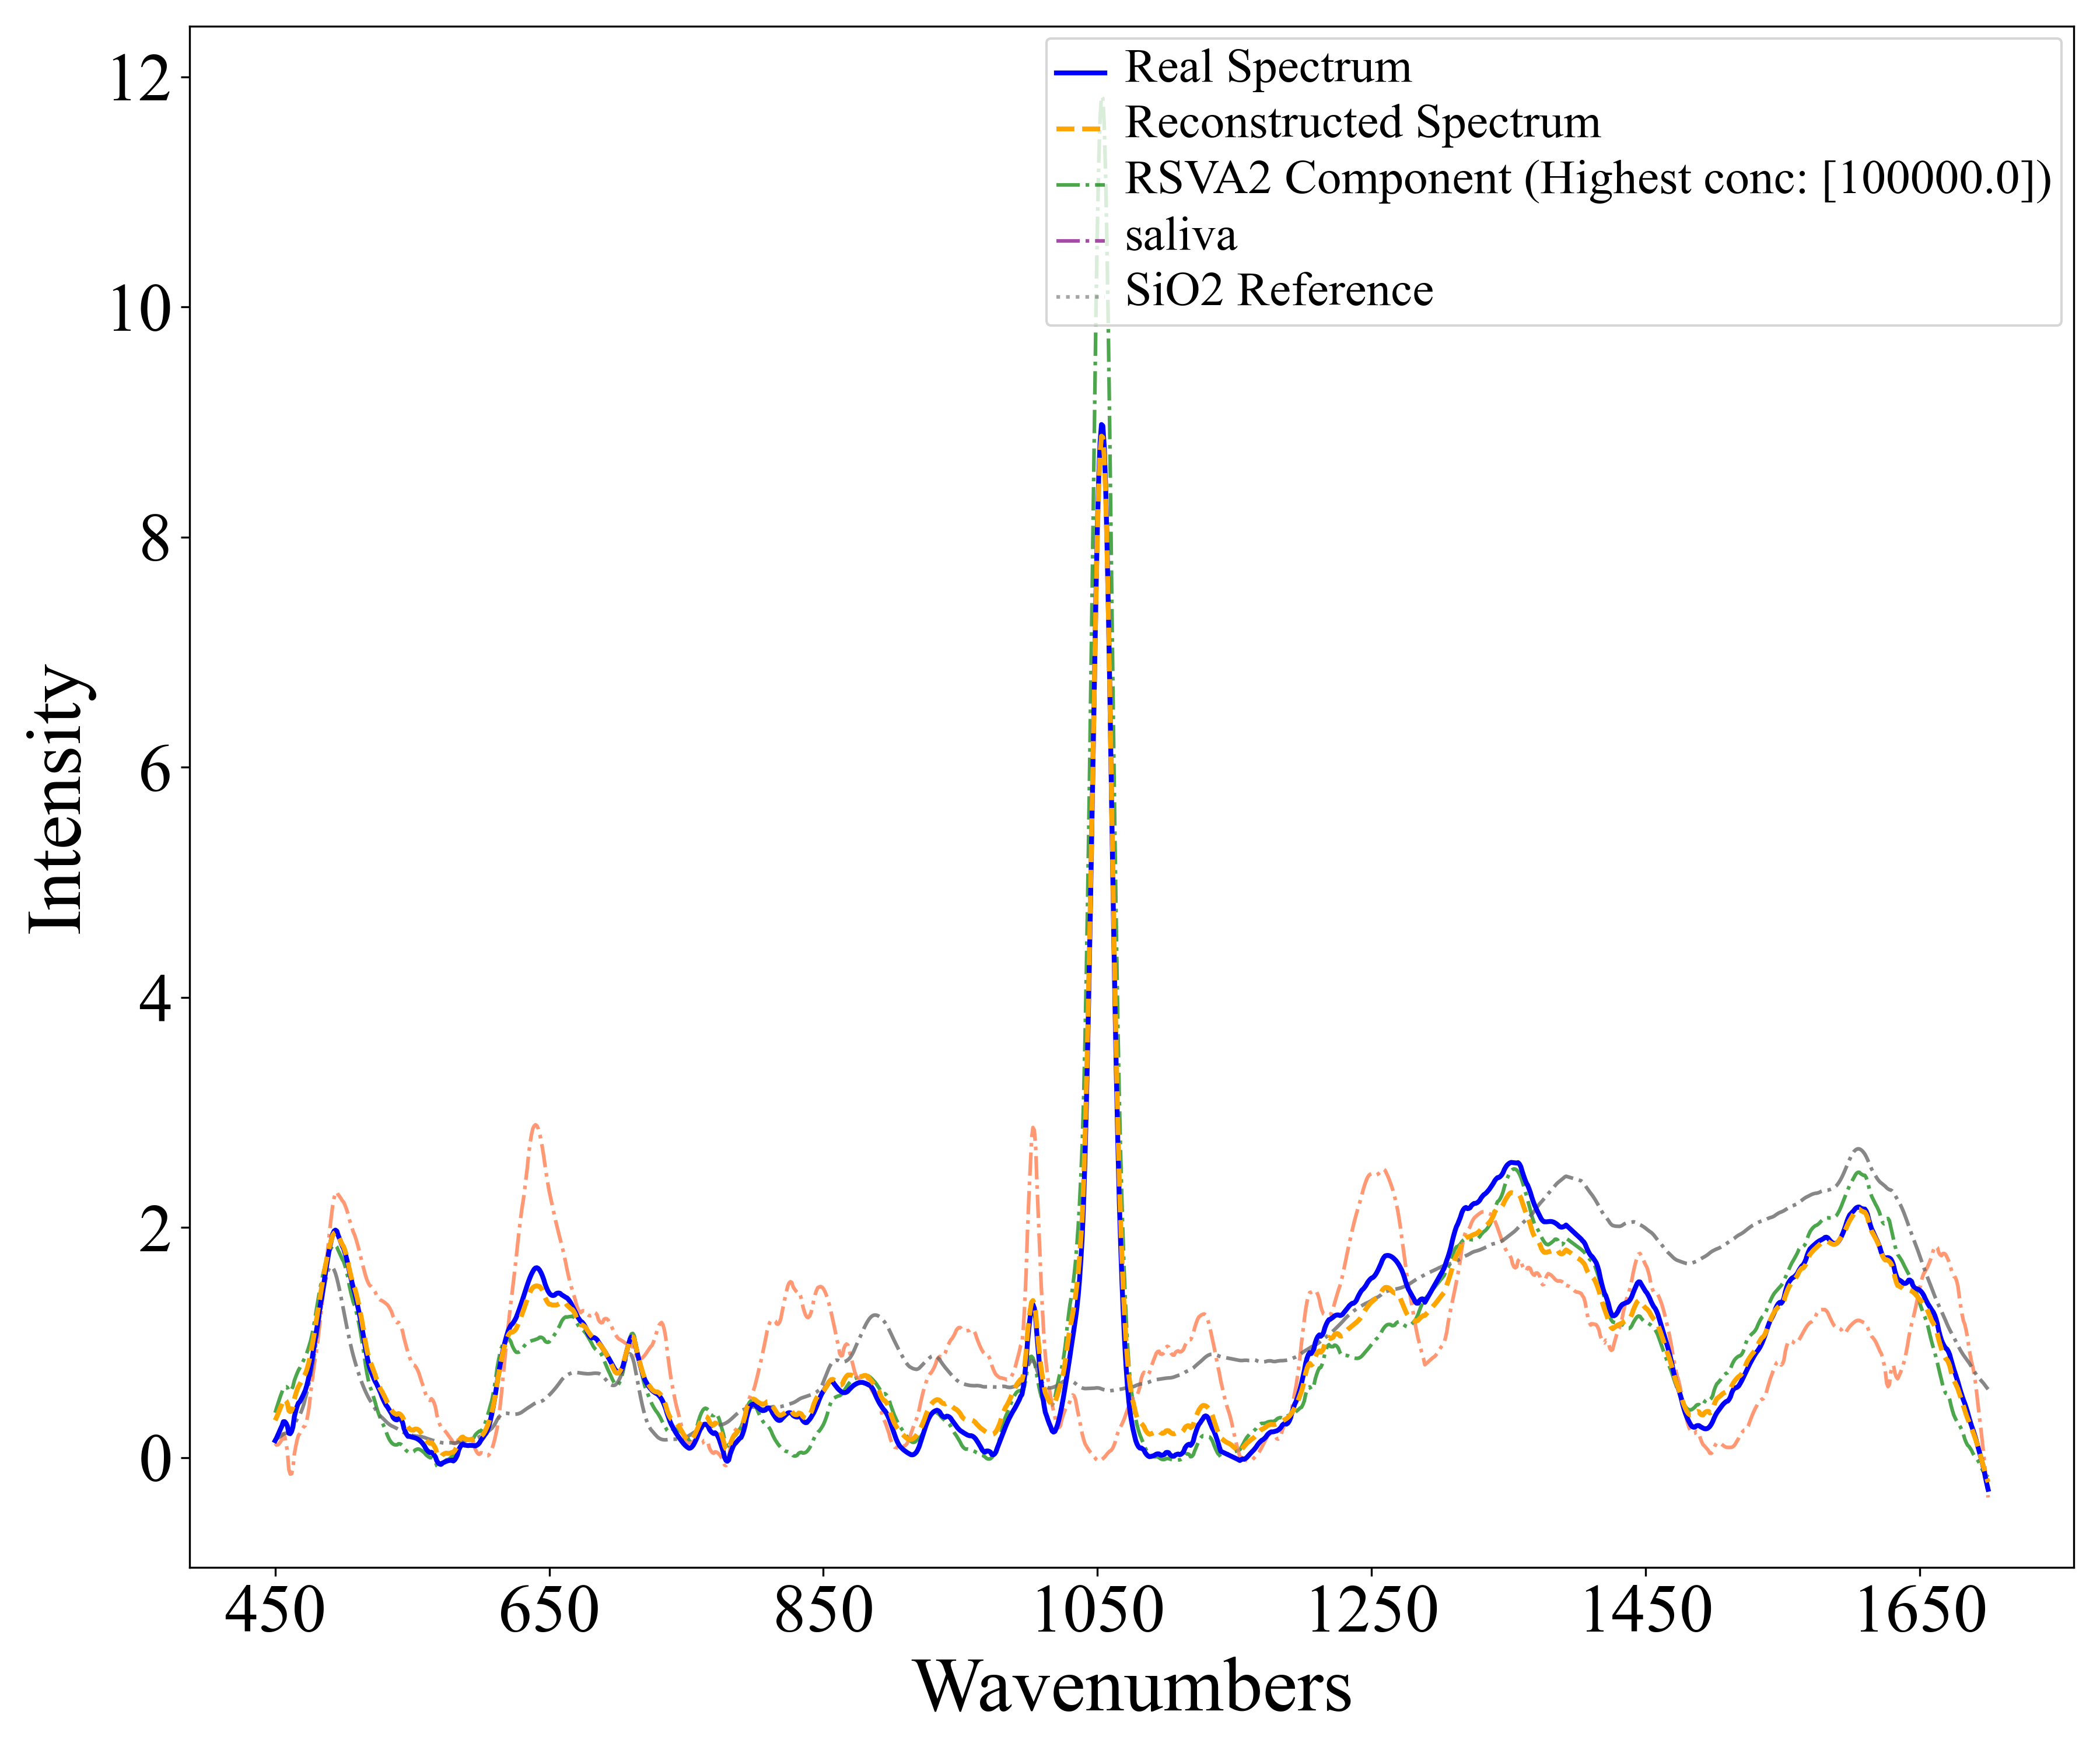 12
10
8
6
4
2
0
Intensity
Real Spectrum
Reconstructed Spectrum
RSVA2 Component (Highest conc: [100000.0])
saliva
SiO2 Reference
450 650 850 1050 1250 1450 1650
Wavenumbers